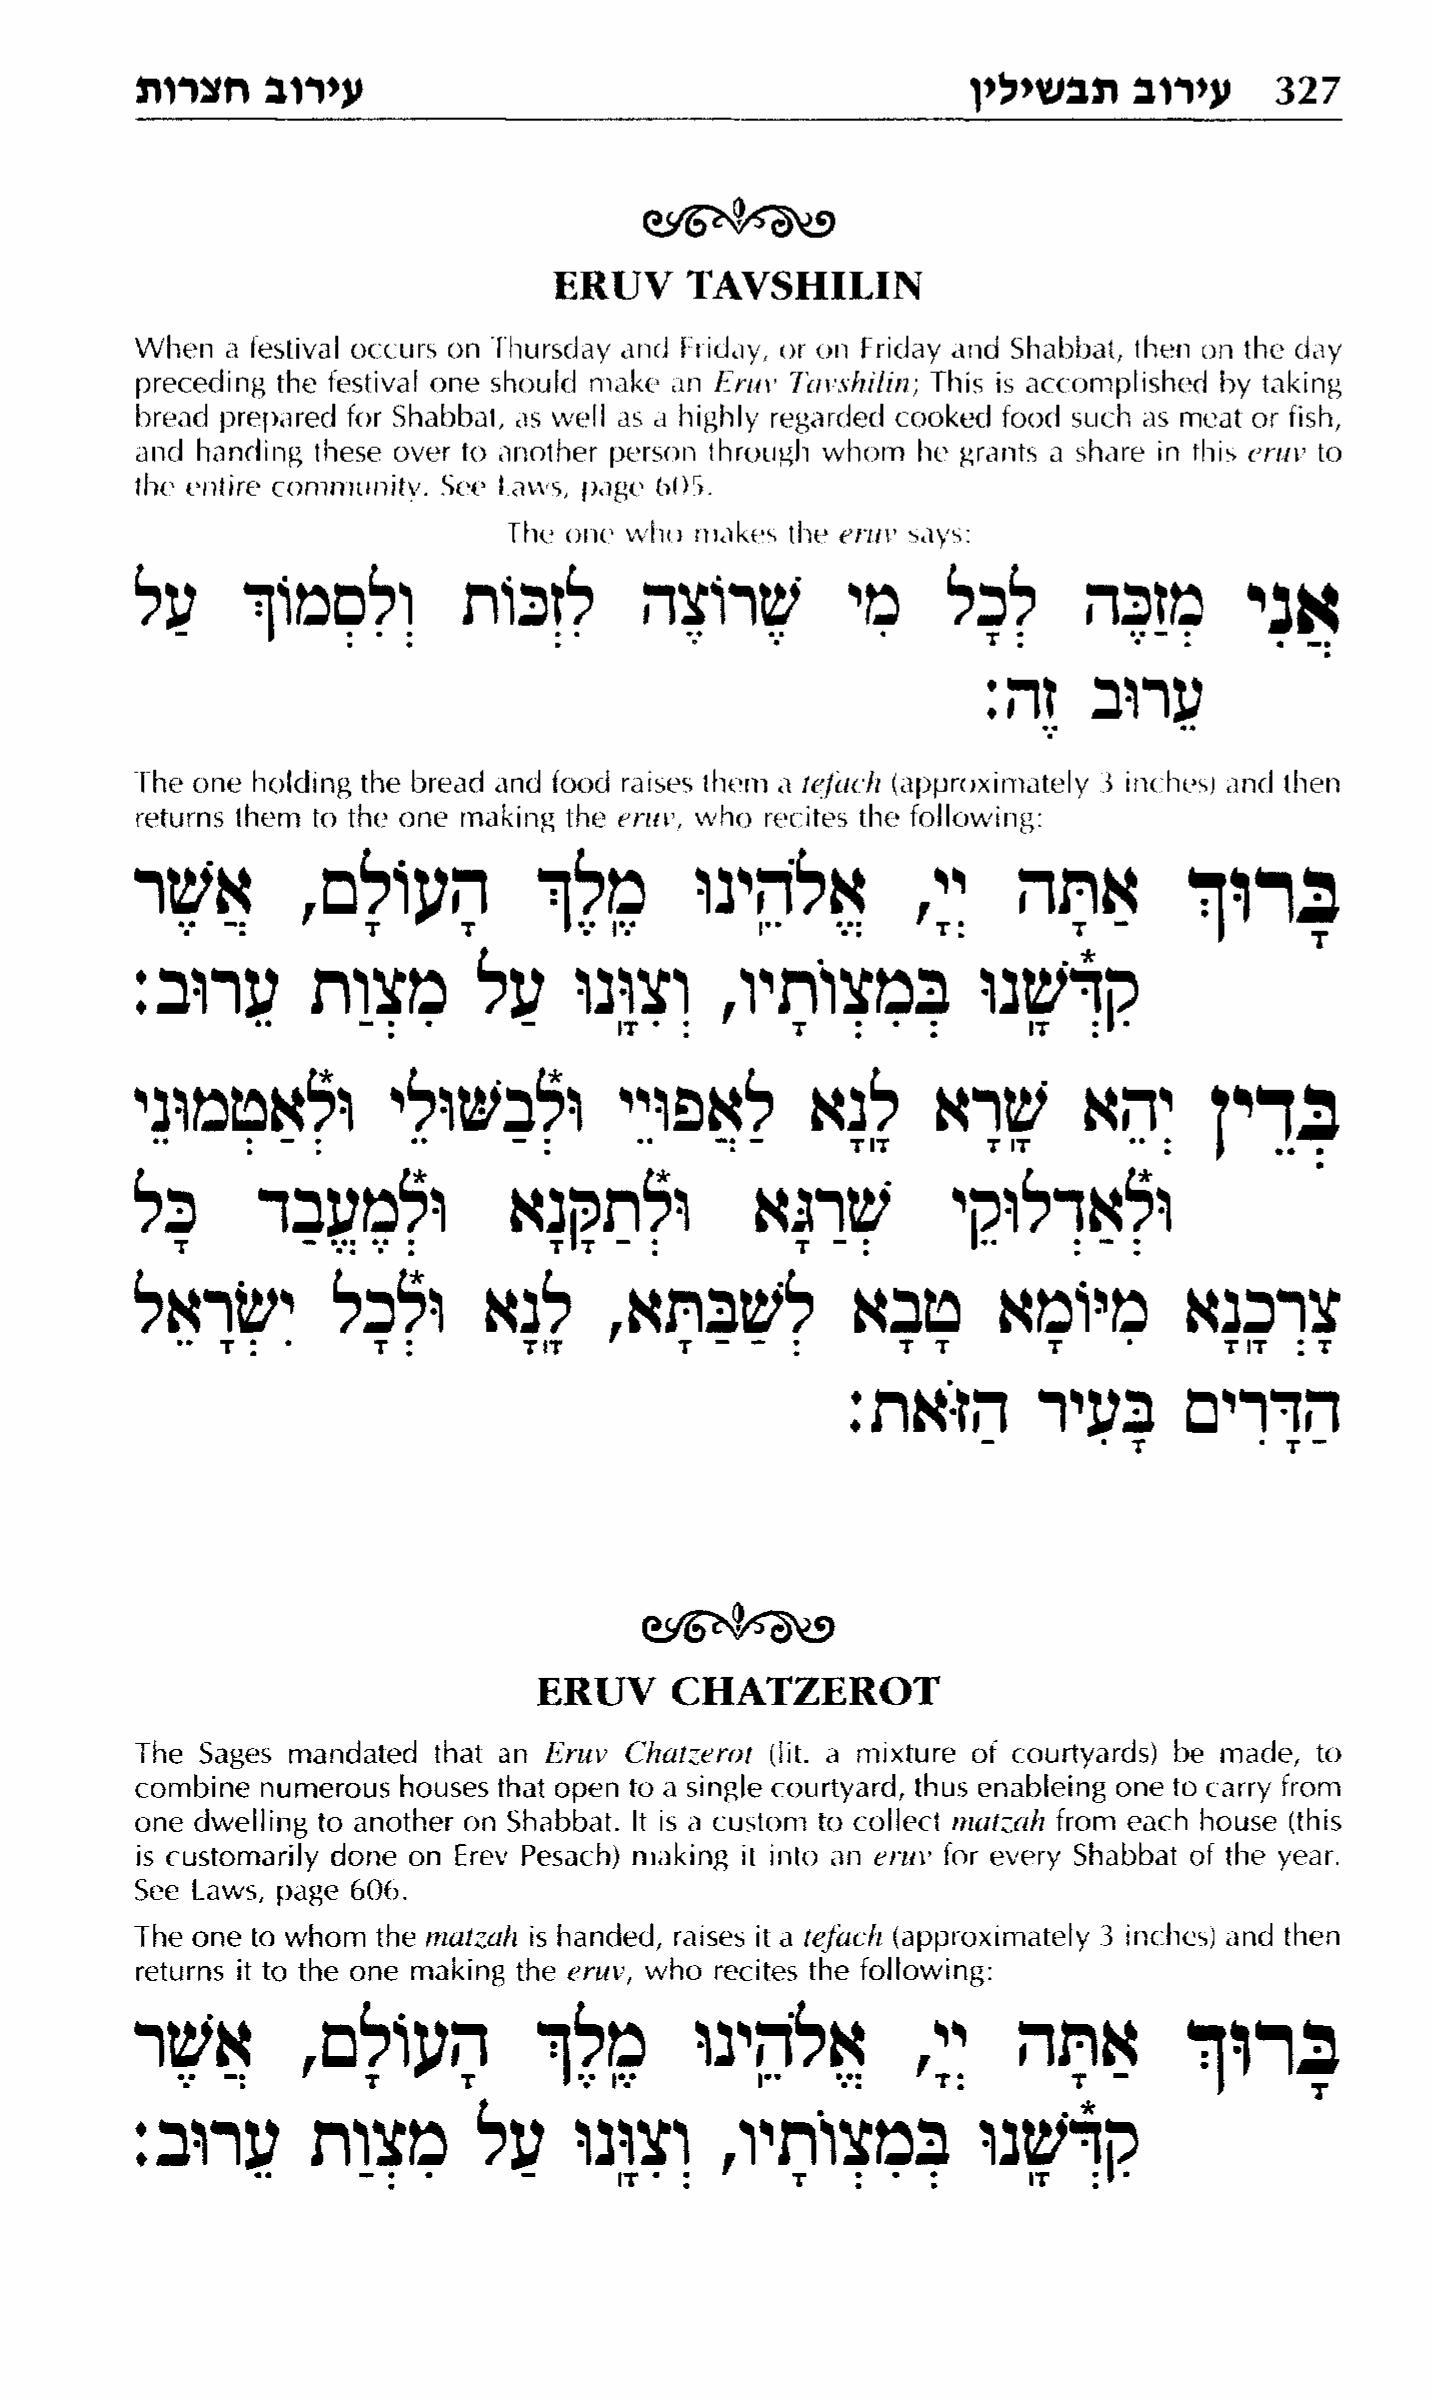 327 עירוב תבשילין עירוב חצרות
ERUV TAVSHILIN
When a festival occurs on Thursday and Friday, or on Friday and Shabbat, then on the day
preceding the festival one should make an Eruv Tavshilin; This is accomplished by taking
bread prepared for Shabbat, as well as a highly regarded cooked food such as meat or fish,
and handing these over to another person through whom he grants a share in this eruv to
the entire community. See Laws, page 605.
The one who makes the eruv says:
אֲנִי מְזַכֶּה לְכָל מִי שֶׁרוֹצֶה לִזְכּוֹת וְלִסְמוֹךְ עַל
עֵרוּב זֶה:
The one holding the bread and food raises them a tefach (approximately 3 inches) and then
returns them to the one making the eruv, who recites the following:
בָּרוּךְ אַתָּה יְיָ, אֱלֹהֵֽינוּ מֶֽלֶךְ הָעוֹלָם, אֲשֶׁר
קִדְּ*שָֽׁנוּ בְּמִצְוֹתָיו, וְצִוָּֽנוּ עַל מִצְוַת עֵרוּב:
בְּדֵין יְהֵא שָֽׁרָא לָֽנָא לַאֲפוּיֵי וּלְ*בַשּׁוּלֵי וּלְ*אַטְמוּנֵי
וּלְ*אַדְלוּקֵי שְׁרַגָּא וּלְ*תַקָּֽנָא וּלְ*מֶעֱבַד כָּל
צָרְכָֽנָא מִיּוֹמָא טָבָא לְשַׁבַּתָּא, לָֽנָא וּלְ*כָל יִשְׂרָאֵל
הַדָּרִים בָּעִיר הַזֹּאת:
ERUV CHATZEROT
The Sages mandated that an Eruv Chatzerot (lit. a mixture of courtyards) be made, to
combine numerous houses that open to a single courtyard, thus enableing one to carry from
one dwelling to another on Shabbat. It is a custom to collect matzah from each house (this
is customarily done on Erev Pesach) making it into an eruv for every Shabbat of the year.
See Laws, page 606.
The one to whom the matzah is handed, raises it a tefach (approximately 3 inches) and then
returns it to the one making the eruv, who recites the following:
בָּרוּךְ אַתָּה יְיָ, אֱלֹהֵֽינוּ מֶֽלֶךְ הָעוֹלָם, אֲשֶׁר
קִדְּ*שָֽׁנוּ בְּמִצְוֹתָיו, וְצִוָּֽנוּ עַל מִצְוַת עֵרוּב: